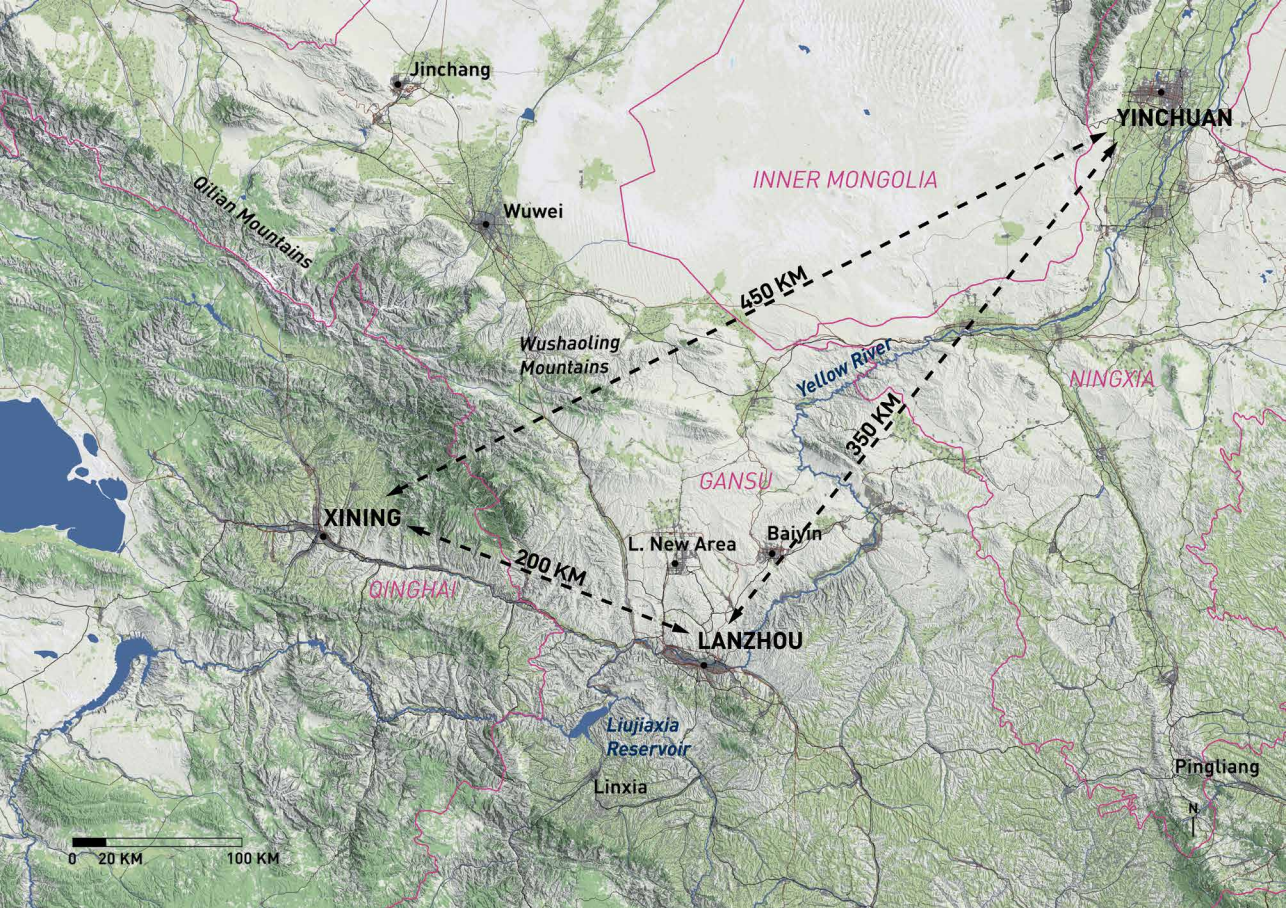 Jinchang
YINCHUAN
INNER MONGOLIA
Qilian Mountains
Wuwei
450 KM
Wushaoling
Mountains
Yellow River
NINGXIA
350 KM
GANSU
XINING
L. New Area
Baiyin
200 KM
QINGHAI
LANZHOU
Liujiaxia
Reservoir
Pingliang
Linxia
N
0 20 KM 100 KM